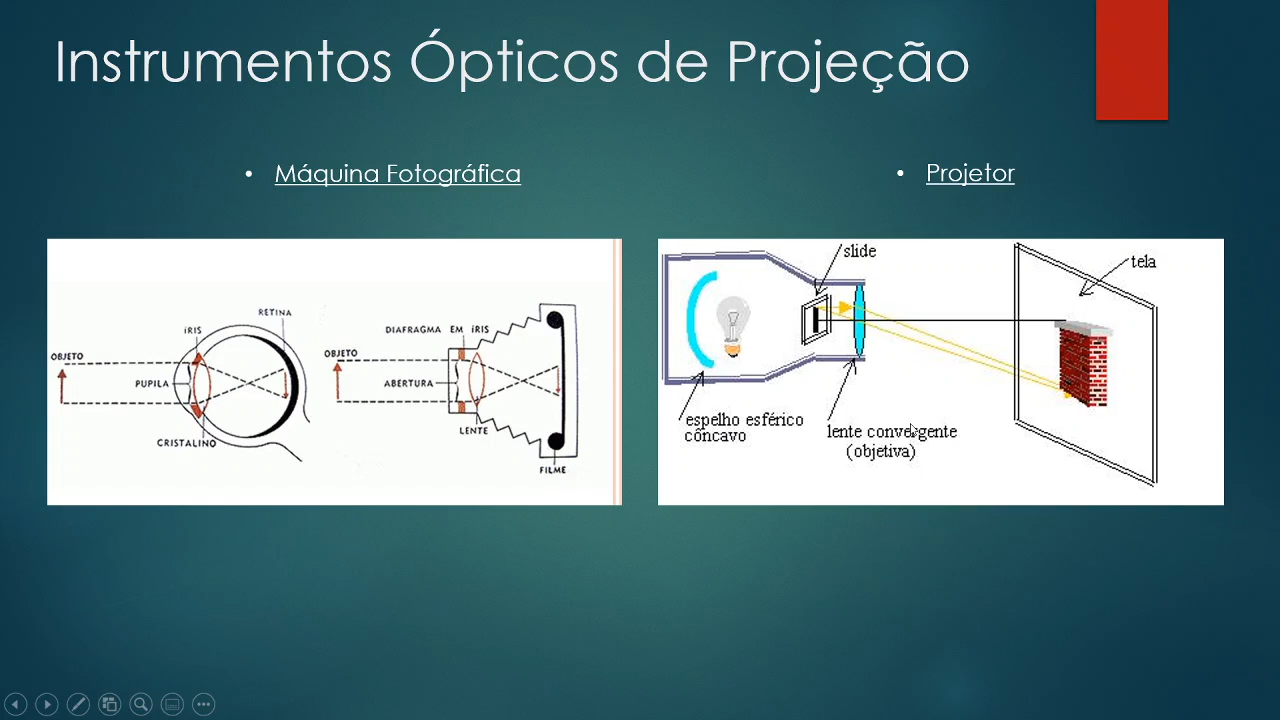 Instrumentos Ópticos de Projeção
• Máquina Fotográfica
• Projetor
RETINA
ÍRIS
OBJETO
PUPILA
CRISTALINO
DIAFRAGMA EM ÍRIS
OBJETO
ABERTURA
LENTE
FILME
slide
tela
espelho esférico
côncavo
lente convergente
(objetiva)